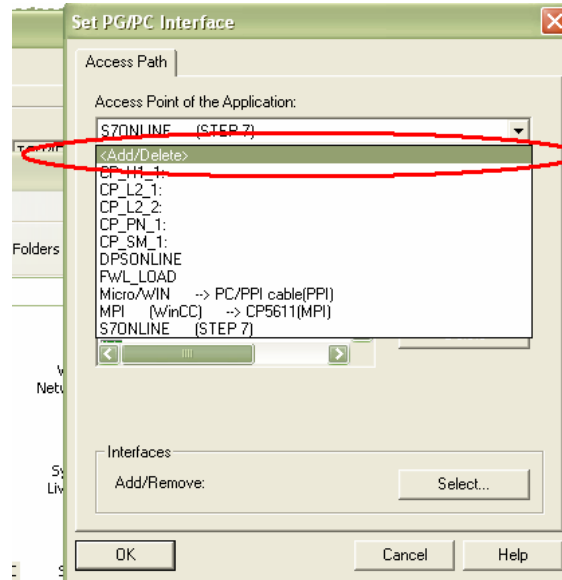 Set PG/PC Interface
Access Path
Access Point of the Application:
S7ONLINE (STEP 7)
<Add/Delete>
CP_H1_1:
CP_L2_1:
CP_L2_2:
CP_PN_1:
CP_SM_1:
DPSONLINE
FWL_LOAD
Micro/WIN --> PC/PPI cable(PPI)
MPI (WinCC) --> CP5611(MPI)
S7ONLINE (STEP 7)
Folders
Interfaces
Add/Remove:
Select...
OK
Cancel
Help